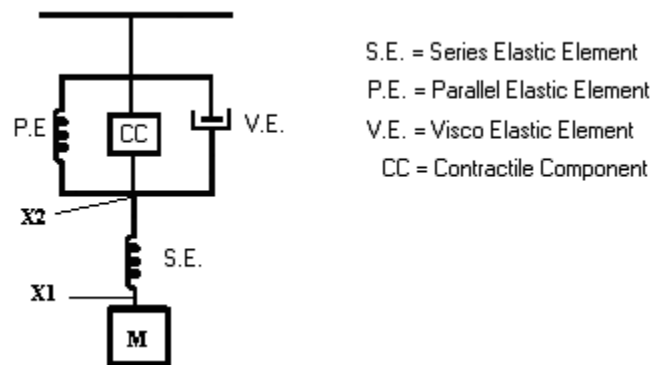 S.E. = Series Elastic Element
P.E. = Parallel Elastic Element
V.E. = Visco Elastic Element
CC = Contractile Component
P.E
CC
V.E.
X2
S.E.
X1
M